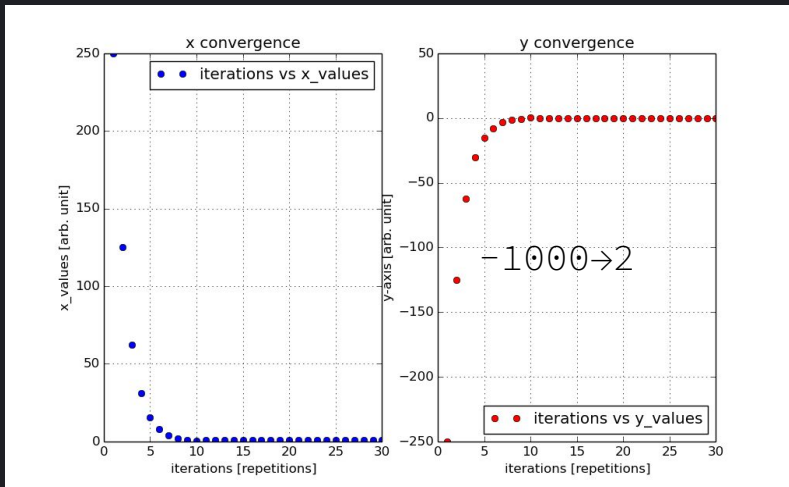 x convergence
iterations vs x_values
250
200
150
100
50
0
x_values [arb. unit]
0 5 10 15 20 25 30
iterations [repetitions]
y convergence
50
0
−50
−100
−150
−200
−250
y-axis [arb. unit]
-1000→2
iterations vs y_values
0 5 10 15 20 25 30
iterations [repetitions]